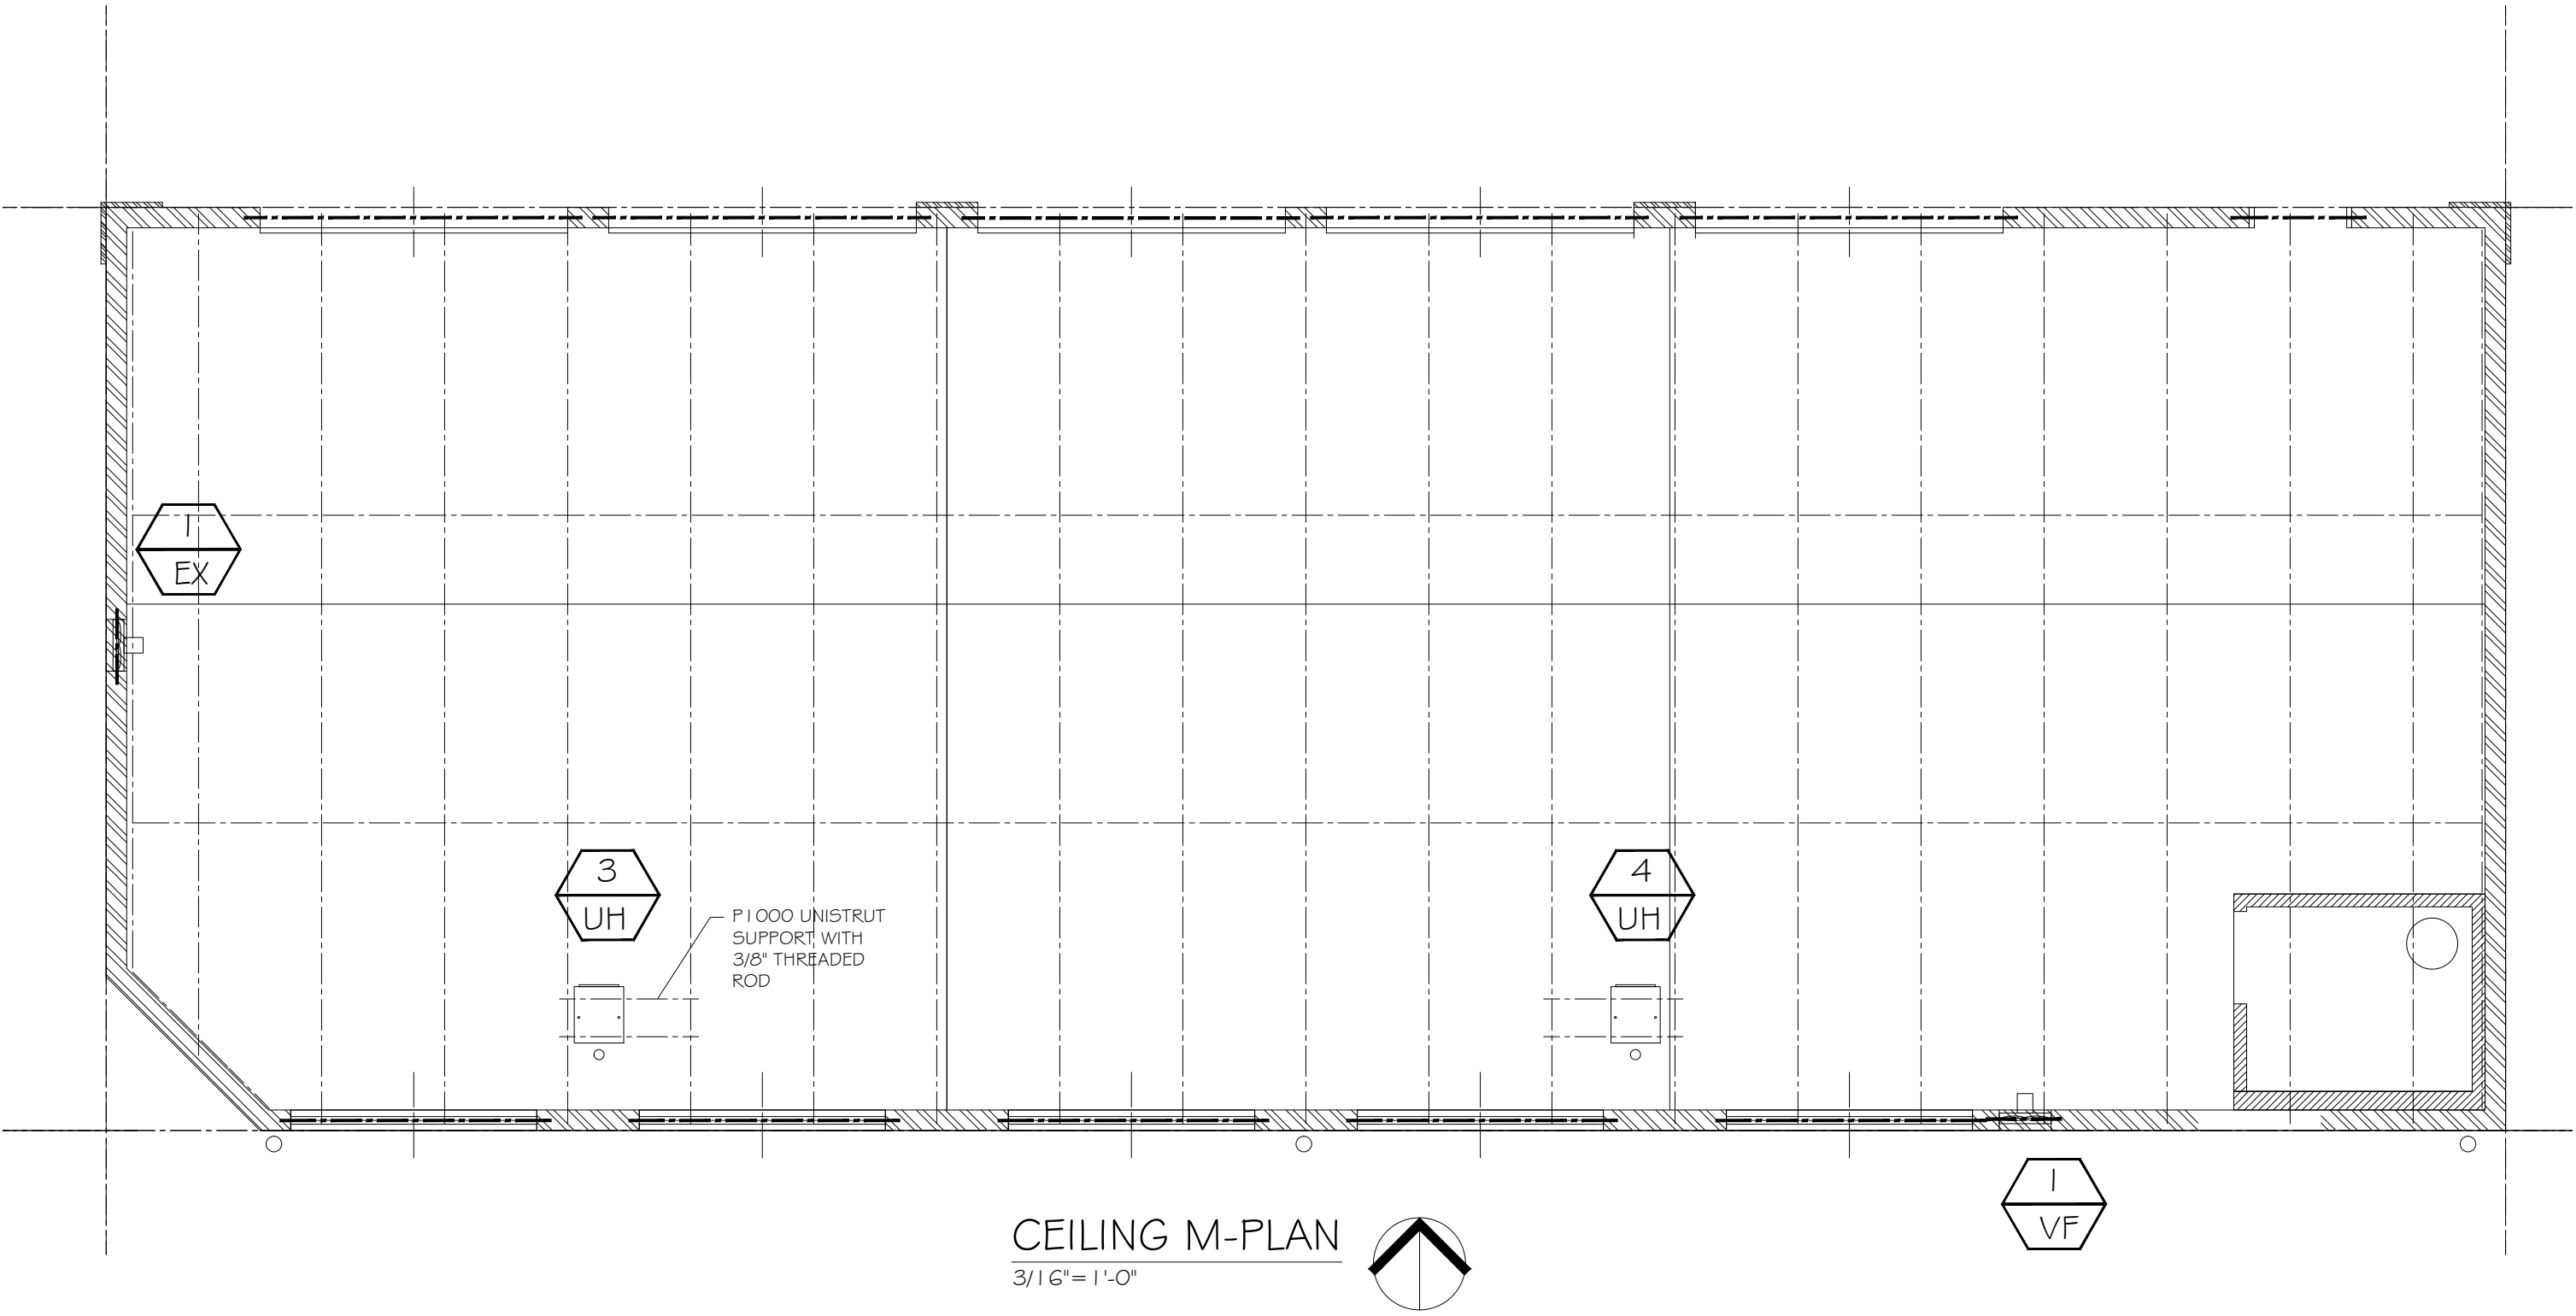 1
EX
3
UH
P1000 UNISTRUT
SUPPORT WITH
3/8" THREADED
ROD
4
UH
1
VF
CEILING M-PLAN
3/16"=1'-0"